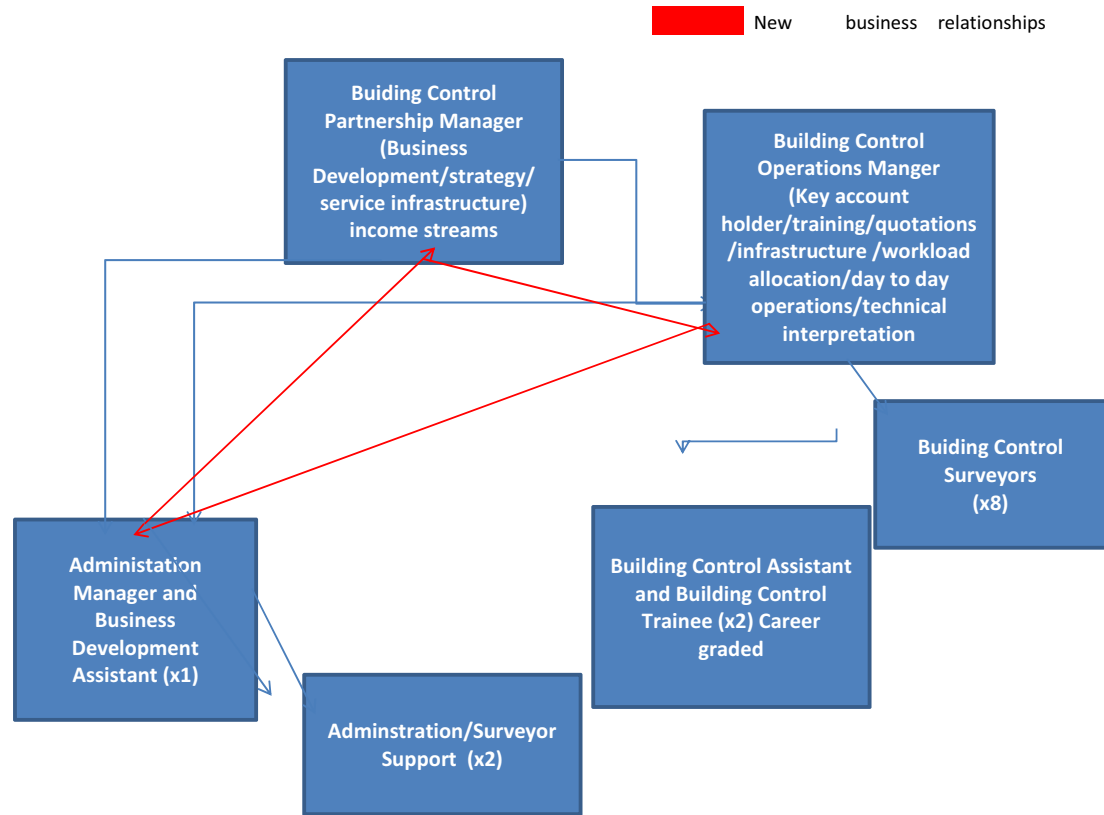 New business relationships
Buiding Control
Partnership Manager
(Business
Development/strategy/
service infrastructure)
income streams
Building Control
Operations Manger
(Key account
holder/training/quotations
/infrastructure /workload
allocation/day to day
operations/technical
interpretation
Buiding Control
Surveyors
(x8)
Administation
Manager and
Business
Development
Assistant (x1)
Building Control Assistant
and Building Control
Trainee (x2) Career
graded
Adminstration/Surveyor
Support (x2)